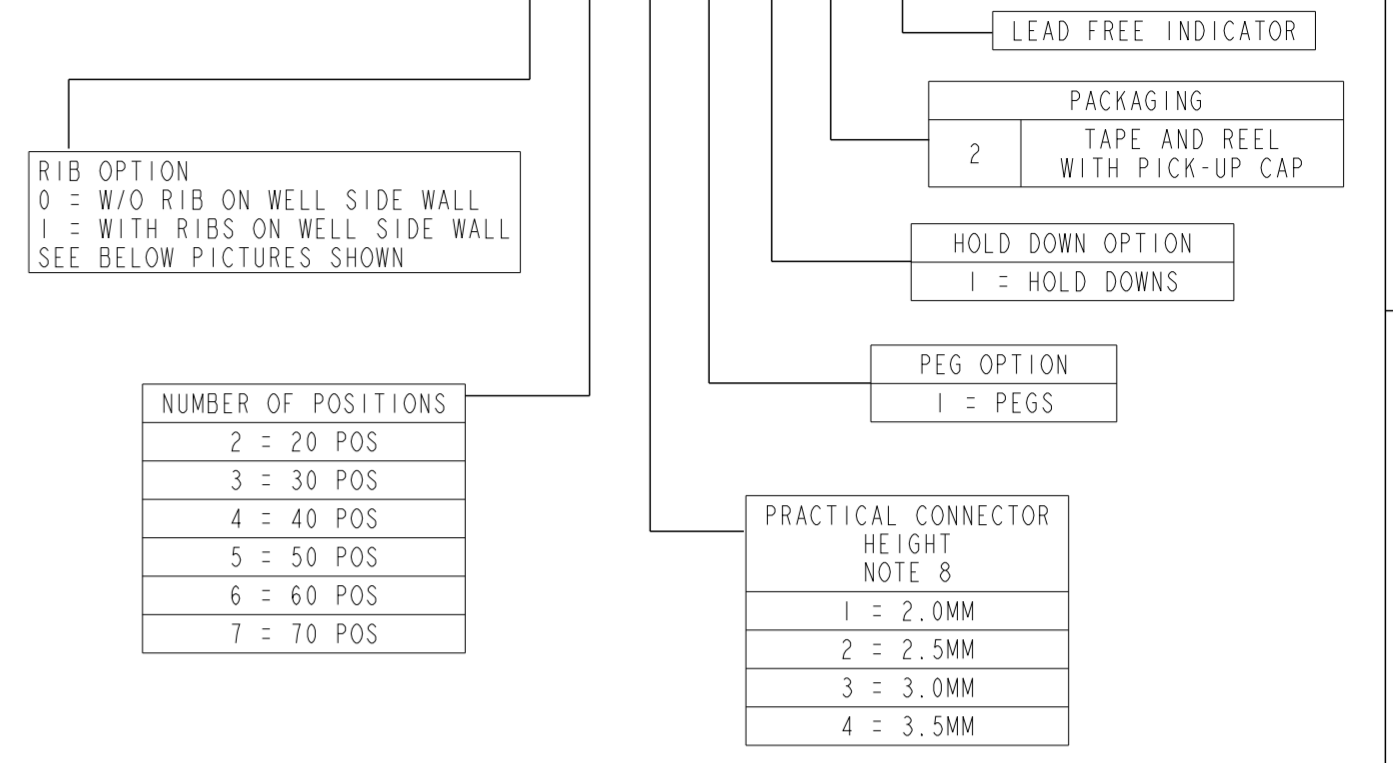 LEAD FREE INDICATOR
PACKAGING
2
TAPE AND REEL
WITH PICK-UP CAP
RIB OPTION
0 = W/O RIB ON WELL SIDE WALL
1 = WITH RIBS ON WELL SIDE WALL
SEE BELOW PICTURES SHOWN
HOLD DOWN OPTION
1 = HOLD DOWNS
PEG OPTION
1 = PEGS
NUMBER OF POSITIONS
2 = 20 POS
3 = 30 POS
4 = 40 POS
5 = 50 POS
6 = 60 POS
7 = 70 POS
PRACTICAL CONNECTOR
HEIGHT
NOTE 8
1 = 2.0MM
2 = 2.5MM
3 = 3.0MM
4 = 3.5MM